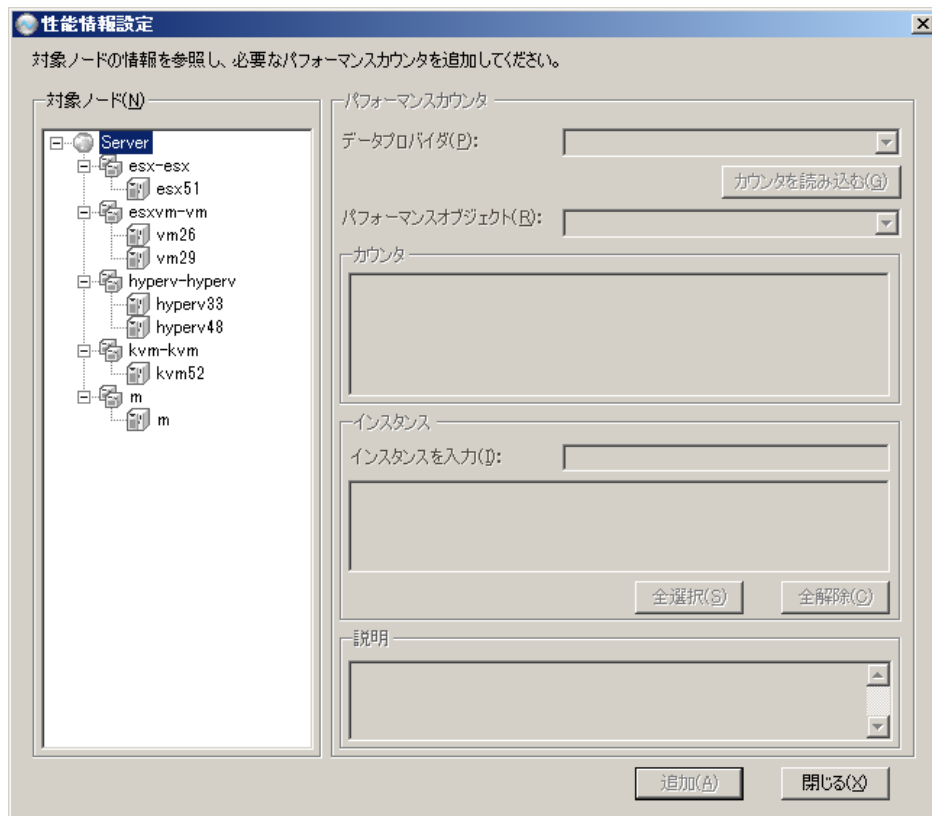 性能情報設定
対象ノードの情報を参照し、必要なパフォーマンスカウンタを追加してください。
対象ノード(N)
Server
esx-esx
esx51
esxvm-vm
vm26
vm29
hyperv-hyperv
hyperv33
hyperv48
kvm-kvm
kvm52
m
m
パフォーマンスカウンタ
データプロバイダ(P):
カウンタを読み込む(G)
パフォーマンスオブジェクト(R):
カウンタ
インスタンス
インスタンスを入力(I):
全選択(S)
全解除(C)
説明
追加(A)
閉じる(X)